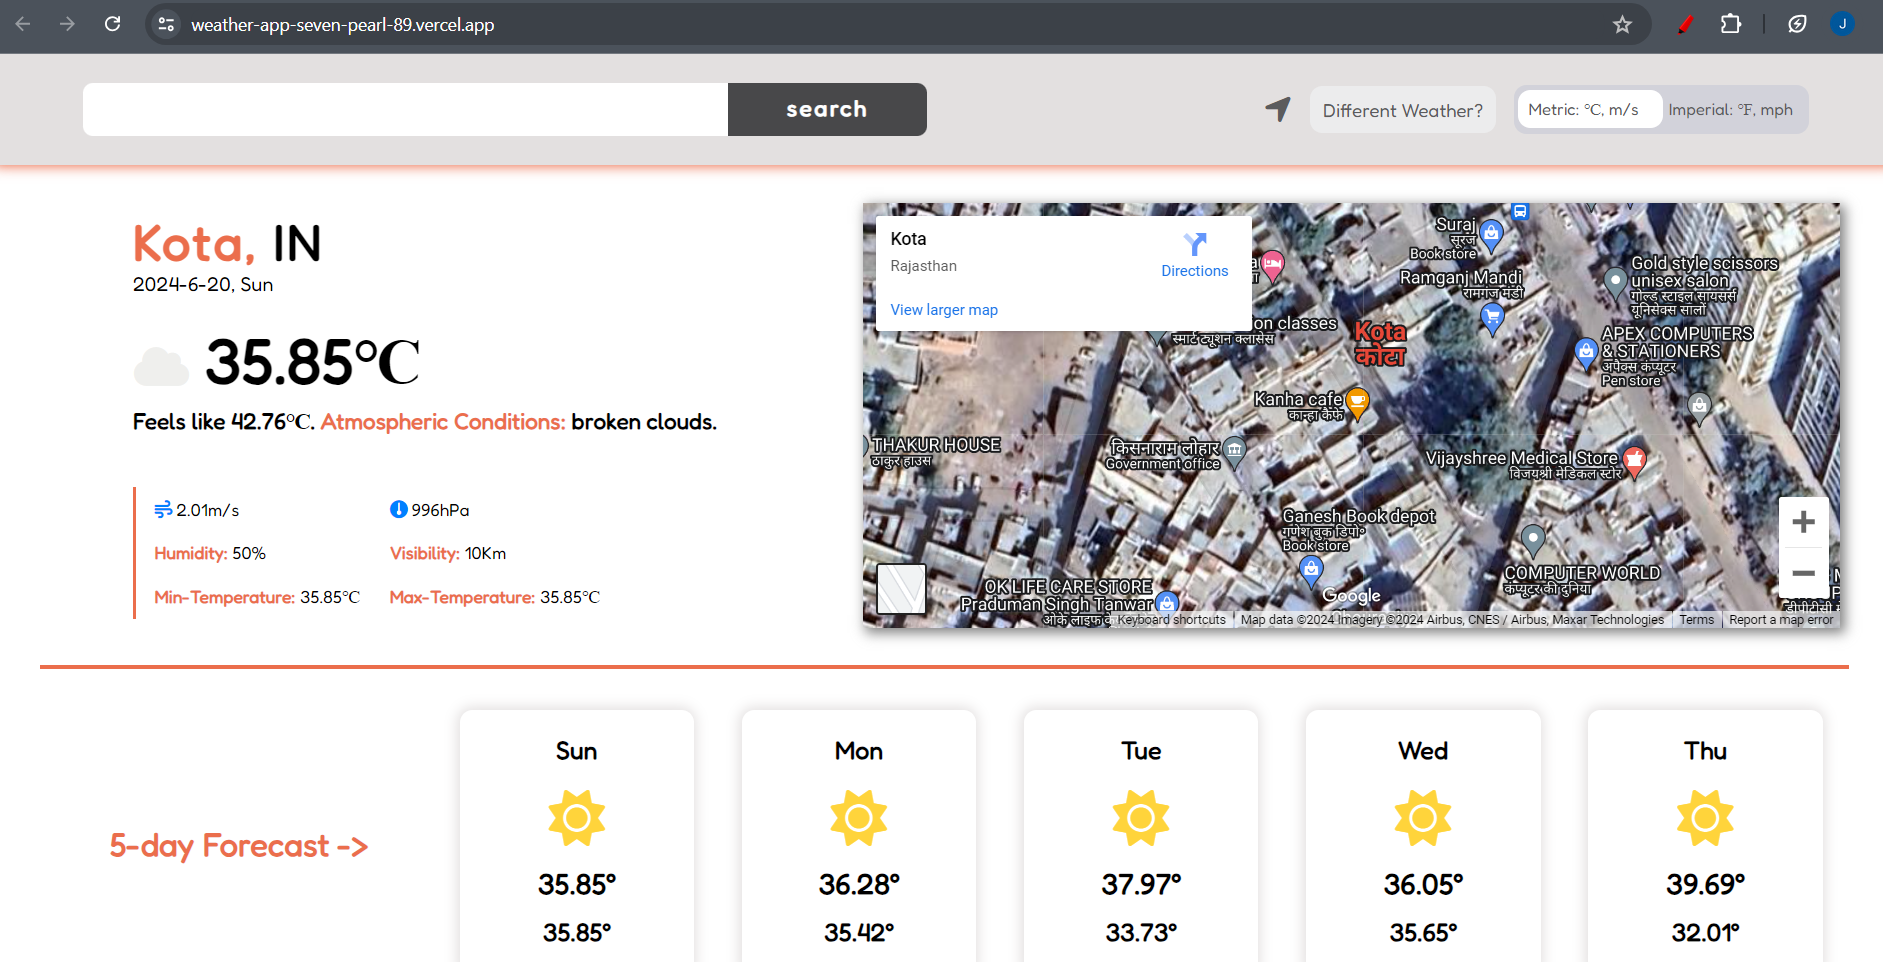 weather-app-seven-pearl-89.vercel.app
J
search
Different Weather?
Metric: °C, m/s
Imperial: °F, mph
Kota, IN
2024-6-20, Sun
35.85°C
Feels like 42.76°C. Atmospheric Conditions: broken clouds.
2.01m/s
996hPa
Humidity: 50%
Visibility: 10Km
Min-Temperature: 35.85°C
Max-Temperature: 35.85°C
Kota
Rajasthan
Directions
View larger map
Suraj
सूरज
Book store
Ramganj Mandi
रामगंज मंडी
Gold style scissors
unisex salon
गोल्ड स्टाइल सायसर्स
यूनिसेक्स सालों
on classes
स्मार्ट ट्यूशन क्लासेस
Kota
कोटा
APEX COMPUTERS
& STATIONERS
अपैक्स कंप्यूटर
Pen store
Kanha cafe
कान्हा कैफे
THAKUR HOUSE
ठाकुर हाउस
किसनाराम लोहार
Government office
Vijayshree Medical Store
विजयश्री मेडिकल स्टोर
Ganesh Book depot
गणेश बुक डिपो॰
Book store
COMPUTER WORLD
कंप्यूटर की दुनिया
OK LIFE CARE STORE
Praduman Singh Tanwar
ओके लाइफ के
Google
Keyboard shortcuts
Map data ©2024 Imagery ©2024 Airbus, CNES / Airbus, Maxar Technologies
Terms
Report a map error
5-day Forecast ->
Sun
35.85°
35.85°
Mon
36.28°
35.42°
Tue
37.97°
33.73°
Wed
36.05°
35.65°
Thu
39.69°
32.01°